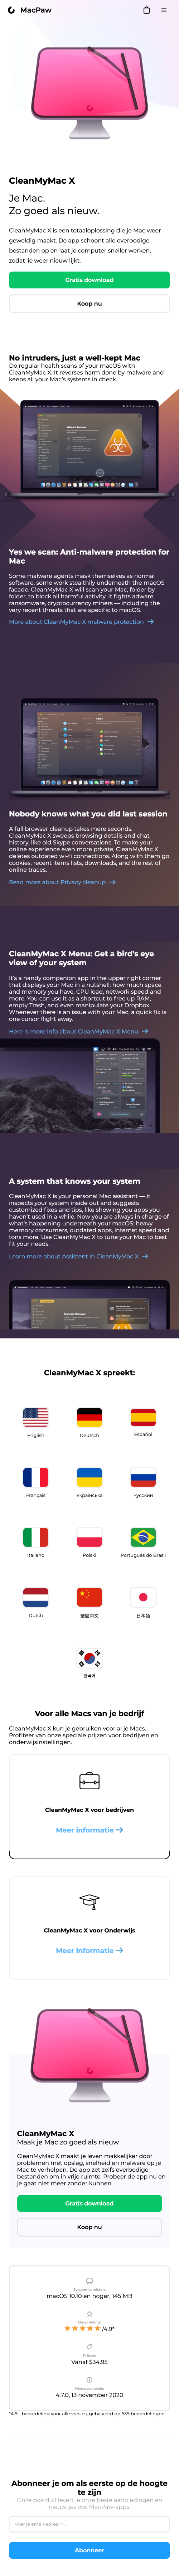 MacPaw
CleanMyMac X
Je Mac.
Zo goed als nieuw.
CleanMyMac X is een totaaloplossing die je Mac weer
geweldig maakt. De app schoont alle overbodige
bestanden op en laat je computer sneller werken,
zodat 'ie weer nieuw lijkt.
Gratis download
Koop nu
No intruders, just a well-kept Mac
Do regular health scans of your macOS with
CleanMyMac X. It reverses harm done by malware and
keeps all your Mac's systems in check.
Yes we scan: Anti-malware protection for
Mac
Some malware agents mask themselves as normal
software, some work stealthily underneath the macOS
facade. CleanMyMac X will scan your Mac, folder by
folder, to block all harmful activity. It fights adware,
ransomware, cryptocurrency miners — including the
very recent threats that are specific to macOS.
More about CleanMyMac X malware protection
Nobody knows what you did last session
A full browser cleanup takes mere seconds.
CleanMyMac X sweeps browsing details and chat
history, like old Skype conversations. To make your
online presence even more private, CleanMyMac X
deletes outdated wi-fi connections. Along with them go
cookies, recent items lists, downloads, and the rest of
online traces.
Read more about Privacy cleanup
CleanMyMac X Menu: Get a bird's eye
view of your system
It's a handy companion app in the upper right corner
that displays your Mac in a nutshell: how much space
and memory you have, CPU load, network speed and
more. You can use it as a shortcut to free up RAM,
empty Trash, and even manipulate your Dropbox.
Whenever there's an issue with your Mac, a quick fix is
one cursor flight away.
Here is more info about CleanMyMac X Menu
A system that knows your system
CleanMyMac X is your personal Mac assistant — it
inspects your system inside out and suggests
customized fixes and tips, like showing you apps you
haven't used in a while. Now you are always in charge of
what's happening underneath your macOS: heavy
memory consumers, outdated apps, internet speed and
tons more. Use CleanMyMac X to tune your Mac to best
fit your needs.
Learn more about Assistent in CleanMyMac X
CleanMyMac X spreekt:
English
Deutsch
Español
Français
Українська
Русский
Italiano
Polski
Português do Brasil
Dutch
繁體中文
日本語
한국어
Voor alle Macs van je bedrijf
CleanMyMac X kun je gebruiken voor al je Macs.
Profiteer van onze speciale prijzen voor bedrijven en
onderwijsinstellingen.
CleanMyMac X voor bedrijven
Meer informatie
CleanMyMac X voor Onderwijs
Meer informatie
CleanMyMac X
Maak je Mac zo goed als nieuw
CleanMyMac X maakt je leven makkelijker door
problemen met opslag, snelheid en malware op je
Mac te verhelpen. De app zet zelfs overbodige
bestanden om in vrije ruimte. Probeer de app nu en
je gaat niet meer zonder kunnen.
Gratis download
Koop nu
Systeemvereisten:
macOS 10.10 en hoger, 145 MB
Beoordeling:
/4.9*
Prijzen:
Vanaf $34.95
Nieuwste versie:
4.7.0, 13 november 2020
*4.9 - beoordeling voor alle versies, gebaseerd op 539 beoordelingen.
Abonneer je om als eerste op de hoogte
te zijn
Onze postduif levert je onze beste aanbiedingen en
nieuwtjes over MacPaw-apps.
Abonneer